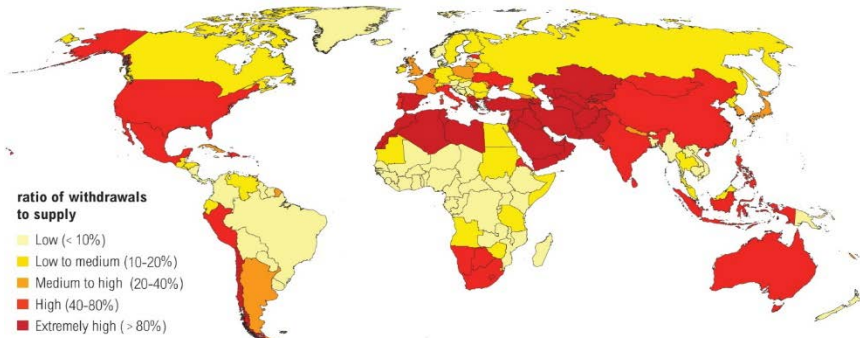 ratio of withdrawals
to supply
Low (< 10%)
Low to medium (10-20%)
Medium to high (20-40%)
High (40-80%)
Extremely high (> 80%)